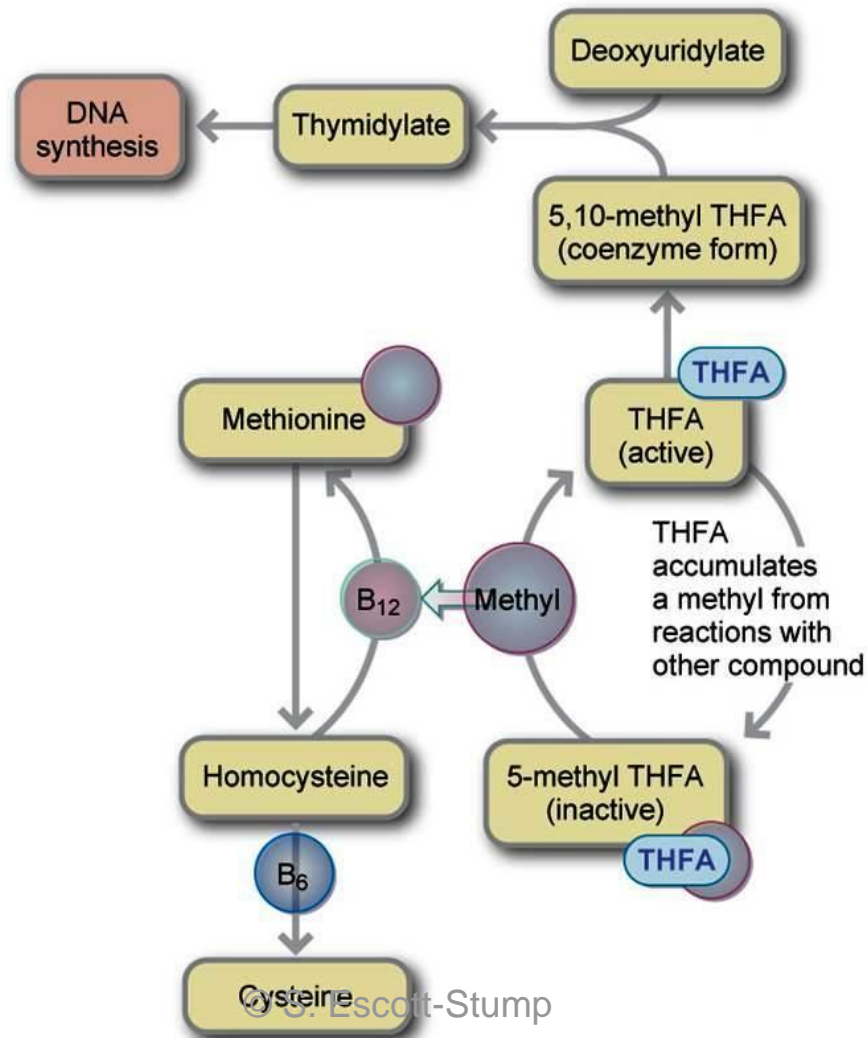 Deoxyuridylate
DNA
synthesis
Thymidylate
5,10-methyl THFA
(coenzyme form)
THFA
Methionine
THFA
(active)
THFA
accumulates
a methyl from
reactions with
other compound
B₁₂
Methyl
Homocysteine
5-methyl THFA
(inactive)
THFA
B₆
Cysteine
© S. Escott-Stump